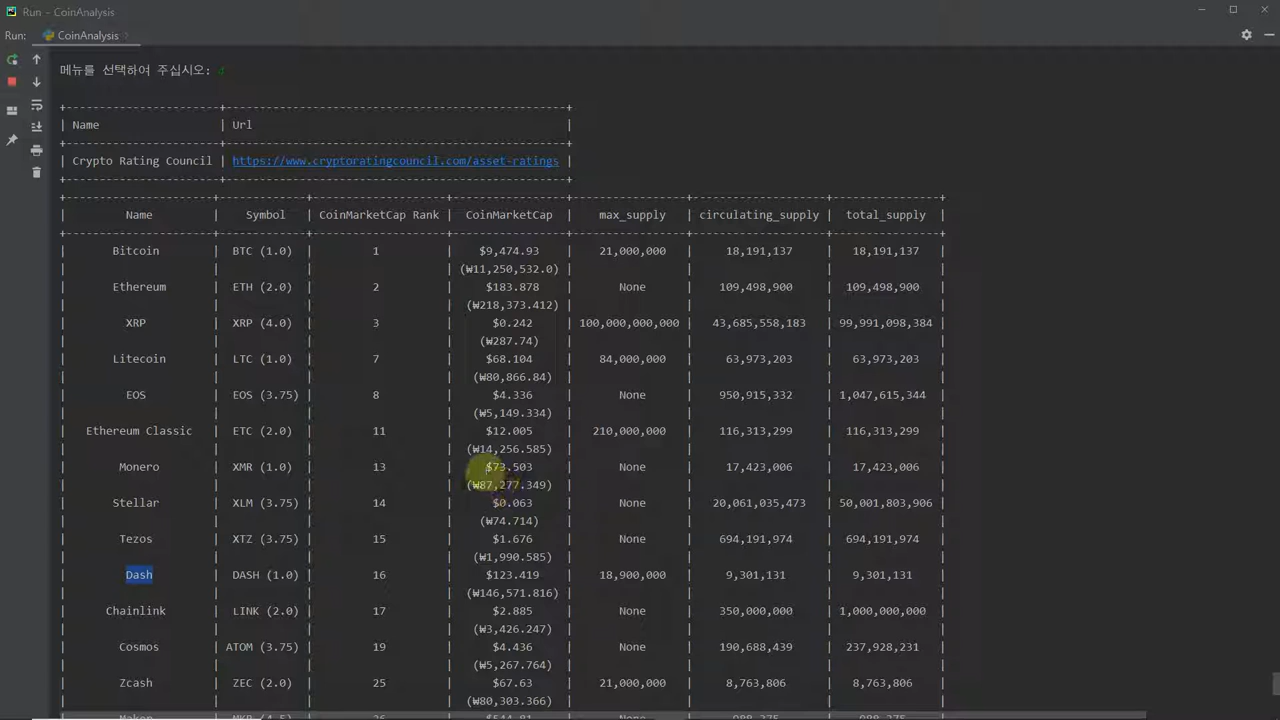 Run - CoinAnalysis
Run: CoinAnalysis
메뉴를 선택하여 주십시오:
Name | Url
Crypto Rating Council | https://www.cryptoratingcouncil.com/asset-ratings
Name | Symbol | CoinMarketCap Rank | CoinMarketCap | max_supply | circulating_supply | total_supply
Bitcoin | BTC (1.0) | 1 | $9,474.93 | 21,000,000 | 18,191,137 | 18,191,137
(₩11,250,532.0)
Ethereum | ETH (2.0) | 2 | $183.878 | None | 109,498,900 | 109,498,900
(₩218,373.412)
XRP | XRP (4.0) | 3 | $0.242 | 100,000,000,000 | 43,685,558,183 | 99,991,098,384
(₩287.74)
Litecoin | LTC (1.0) | 7 | $68.104 | 84,000,000 | 63,973,203 | 63,973,203
(₩80,866.84)
EOS | EOS (3.75) | 8 | $4.336 | None | 950,915,332 | 1,047,615,344
(₩5,149.334)
Ethereum Classic | ETC (2.0) | 11 | $12.005 | 210,000,000 | 116,313,299 | 116,313,299
(₩14,256.585)
Monero | XMR (1.0) | 13 | $73.503 | None | 17,423,006 | 17,423,006
(₩87,277.349)
Stellar | XLM (3.75) | 14 | $0.063 | None | 20,061,035,473 | 50,001,803,906
(₩74.714)
Tezos | XTZ (3.75) | 15 | $1.676 | None | 694,191,974 | 694,191,974
(₩1,990.585)
Dash | DASH (1.0) | 16 | $123.419 | 18,900,000 | 9,301,131 | 9,301,131
(₩146,571.816)
Chainlink | LINK (2.0) | 17 | $2.885 | None | 350,000,000 | 1,000,000,000
(₩3,426.247)
Cosmos | ATOM (3.75) | 19 | $4.436 | None | 190,688,439 | 237,928,231
(₩5,267.764)
Zcash | ZEC (2.0) | 25 | $67.63 | 21,000,000 | 8,763,806 | 8,763,806
(₩80,303.366)